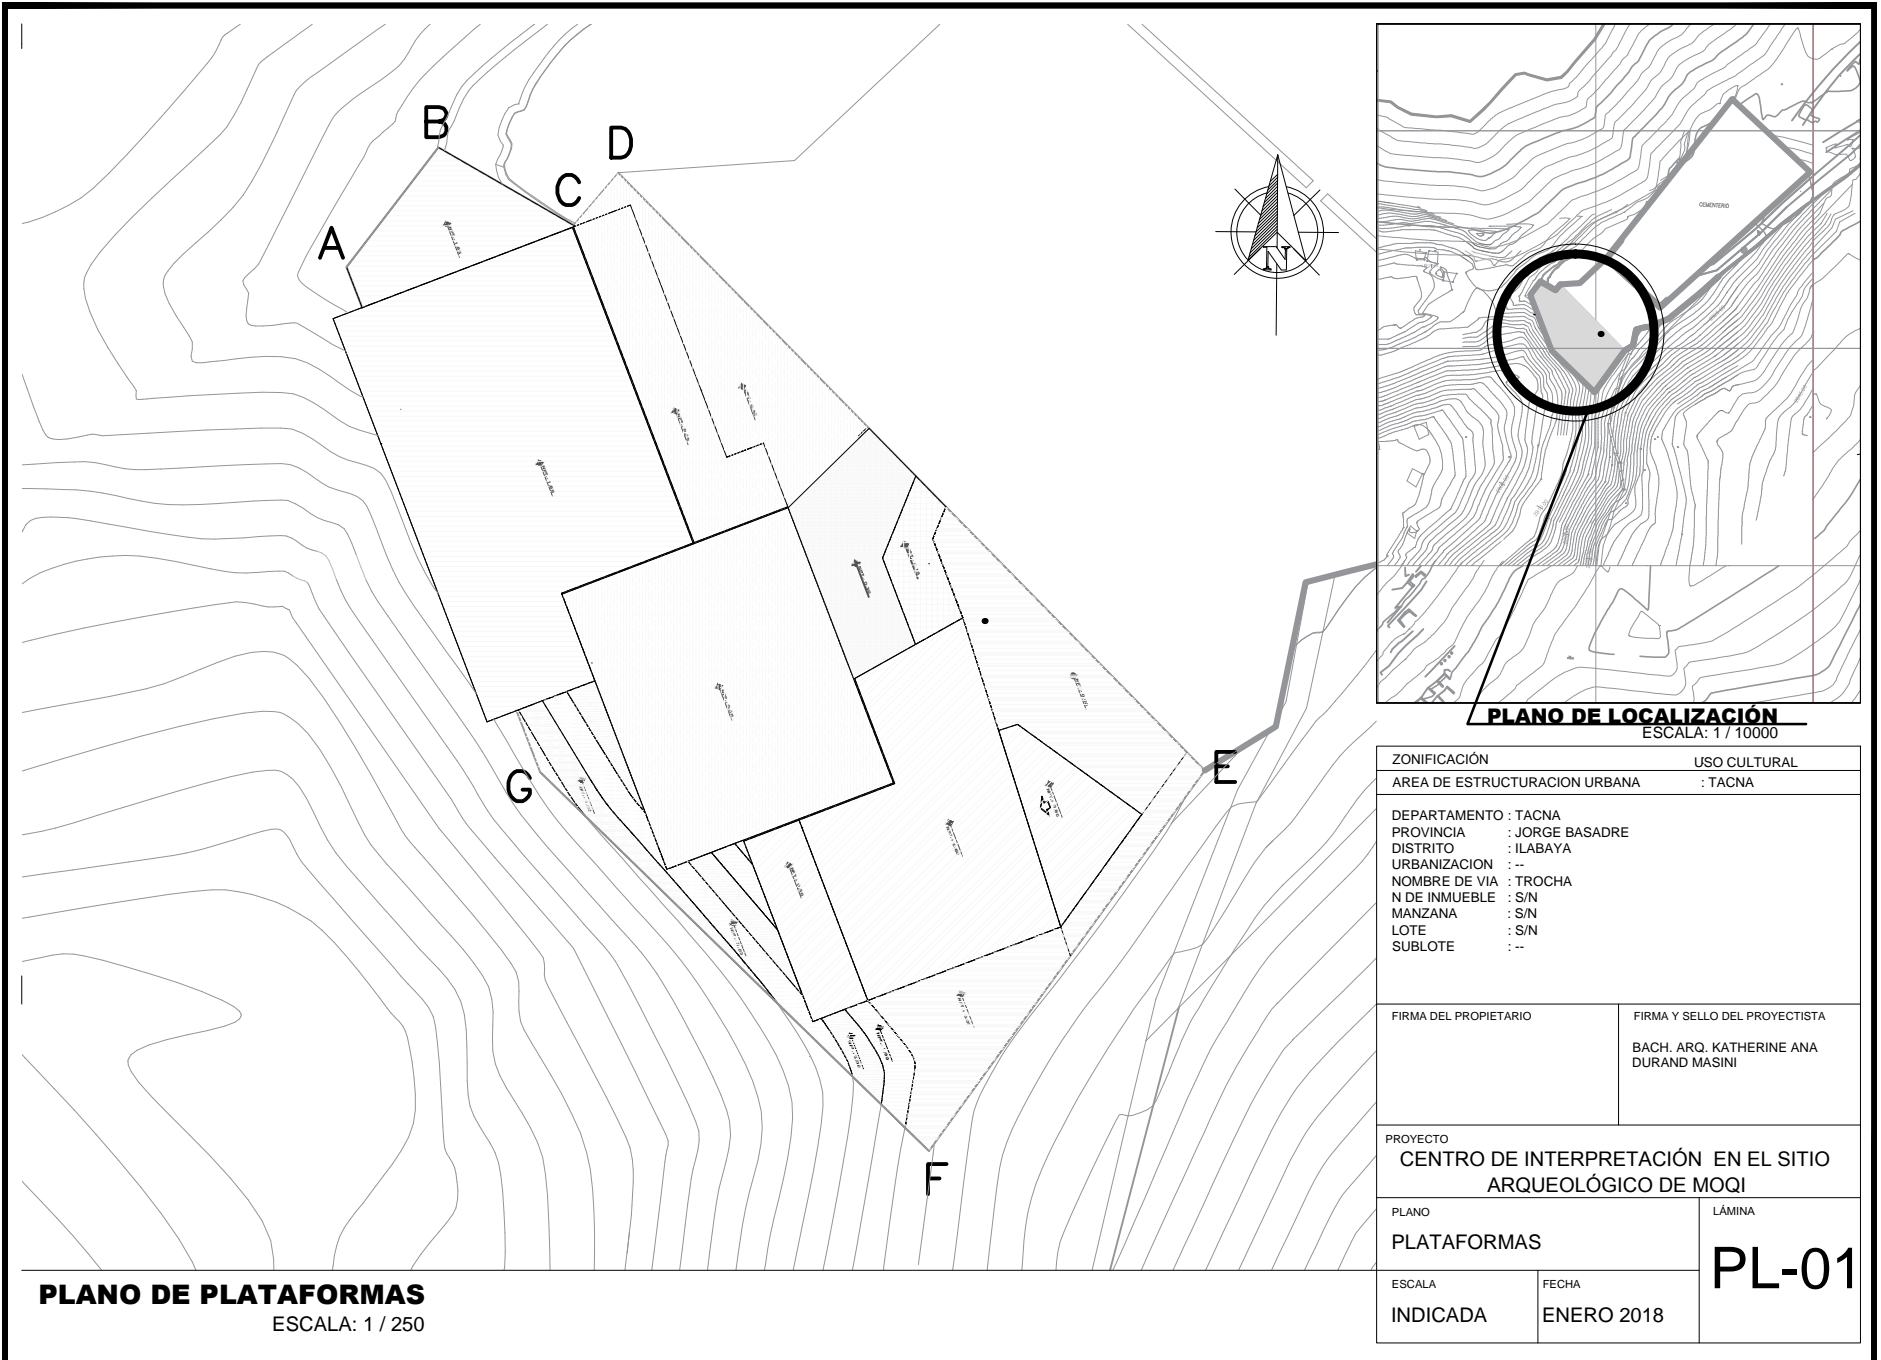 B
D
C
A
G
E
F
N
CEMENTERIO
PLANO DE LOCALIZACIÓN
ESCALA: 1 / 10000
ZONIFICACIÓN USO CULTURAL
AREA DE ESTRUCTURACION URBANA : TACNA
DEPARTAMENTO : TACNA
PROVINCIA : JORGE BASADRE
DISTRITO : ILABAYA
URBANIZACION : --
NOMBRE DE VIA : TROCHA
N DE INMUEBLE : S/N
MANZANA : S/N
LOTE : S/N
SUBLOTE : --
FIRMA DEL PROPIETARIO
FIRMA Y SELLO DEL PROYECTISTA
BACH. ARQ. KATHERINE ANA
DURAND MASINI
PROYECTO
CENTRO DE INTERPRETACIÓN EN EL SITIO
ARQUEOLÓGICO DE MOQI
PLANO
PLATAFORMAS
LÁMINA
PL-01
ESCALA
INDICADA
FECHA
ENERO 2018
PLANO DE PLATAFORMAS
ESCALA: 1 / 250